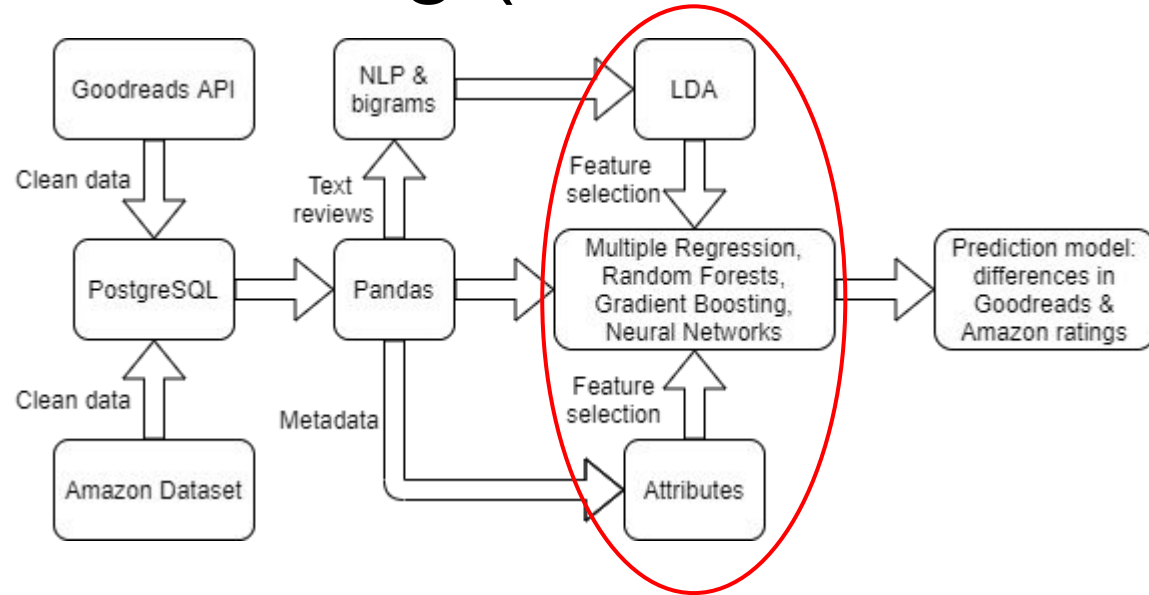 Goodreads API
NLP &
bigrams
LDA
Clean data
Text
reviews
Feature
selection
PostgreSQL
Pandas
Multiple Regression,
Random Forests,
Gradient Boosting,
Neural Networks
Prediction model:
differences in
Goodreads &
Amazon ratings
Clean data
Metadata
Feature
selection
Amazon Dataset
Attributes